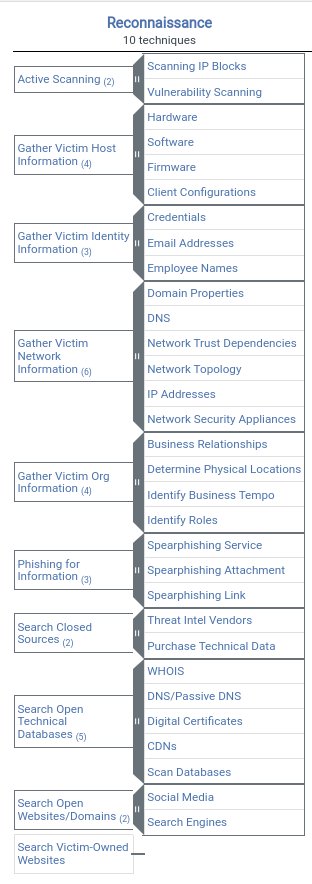 Reconnaissance
10 techniques
Active Scanning (2)
Scanning IP Blocks
Vulnerability Scanning
Gather Victim Host
Information (4)
Hardware
Software
Firmware
Client Configurations
Gather Victim Identity
Information (3)
Credentials
Email Addresses
Employee Names
Gather Victim
Network
Information (6)
Domain Properties
DNS
Network Trust Dependencies
Network Topology
IP Addresses
Network Security Appliances
Gather Victim Org
Information (4)
Business Relationships
Determine Physical Locations
Identify Business Tempo
Identify Roles
Phishing for
Information (3)
Spearphishing Service
Spearphishing Attachment
Spearphishing Link
Search Closed
Sources (2)
Threat Intel Vendors
Purchase Technical Data
Search Open
Technical
Databases (5)
WHOIS
DNS/Passive DNS
Digital Certificates
CDNs
Scan Databases
Search Open
Websites/Domains (2)
Social Media
Search Engines
Search Victim-Owned
Websites